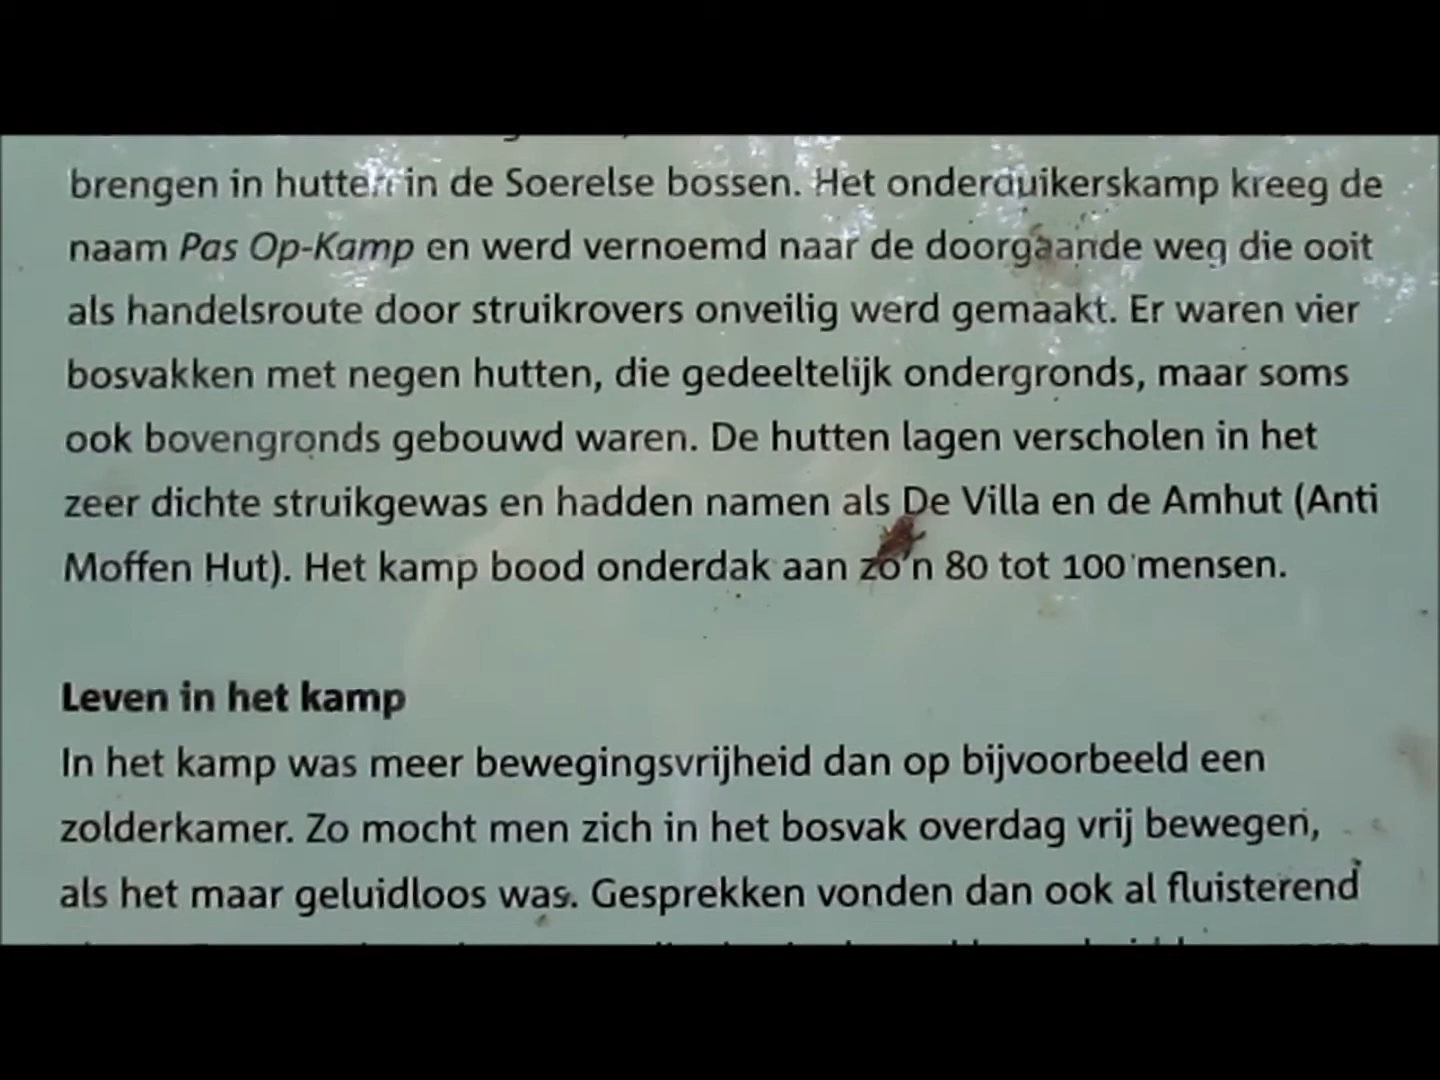 brengen in hutten in de Soerelse bossen. Het onderduikerskamp kreeg de
naam Pas Op-Kamp en werd vernoemd naar de doorgaande weg die ooit
als handelsroute door struikrovers onveilig werd gemaakt. Er waren vier
bosvakken met negen hutten, die gedeeltelijk ondergronds, maar soms
ook bovengronds gebouwd waren. De hutten lagen verscholen in het
zeer dichte struikgewas en hadden namen als De Villa en de Amhut (Anti
Moffen Hut). Het kamp bood onderdak aan zo'n 80 tot 100 mensen.
Leven in het kamp
In het kamp was meer bewegingsvrijheid dan op bijvoorbeeld een
zolderkamer. Zo mocht men zich in het bosvak overdag vrij bewegen,
als het maar geluidloos was. Gesprekken vonden dan ook al fluisterend